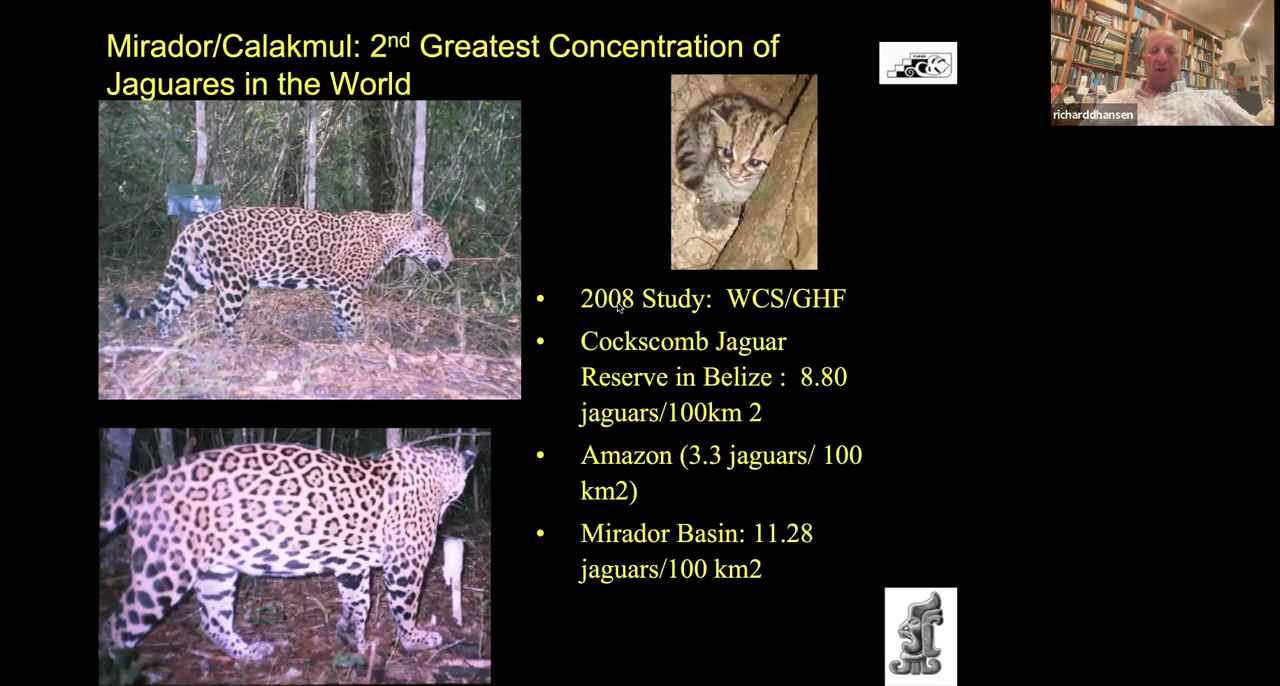 Mirador/Calakmul: 2nd Greatest Concentration of
Jaguares in the World
richarddhansen
• 2008 Study: WCS/GHF
• Cockscomb Jaguar
Reserve in Belize : 8.80
jaguars/100km 2
• Amazon (3.3 jaguars/ 100
km2)
• Mirador Basin: 11.28
jaguars/100 km2